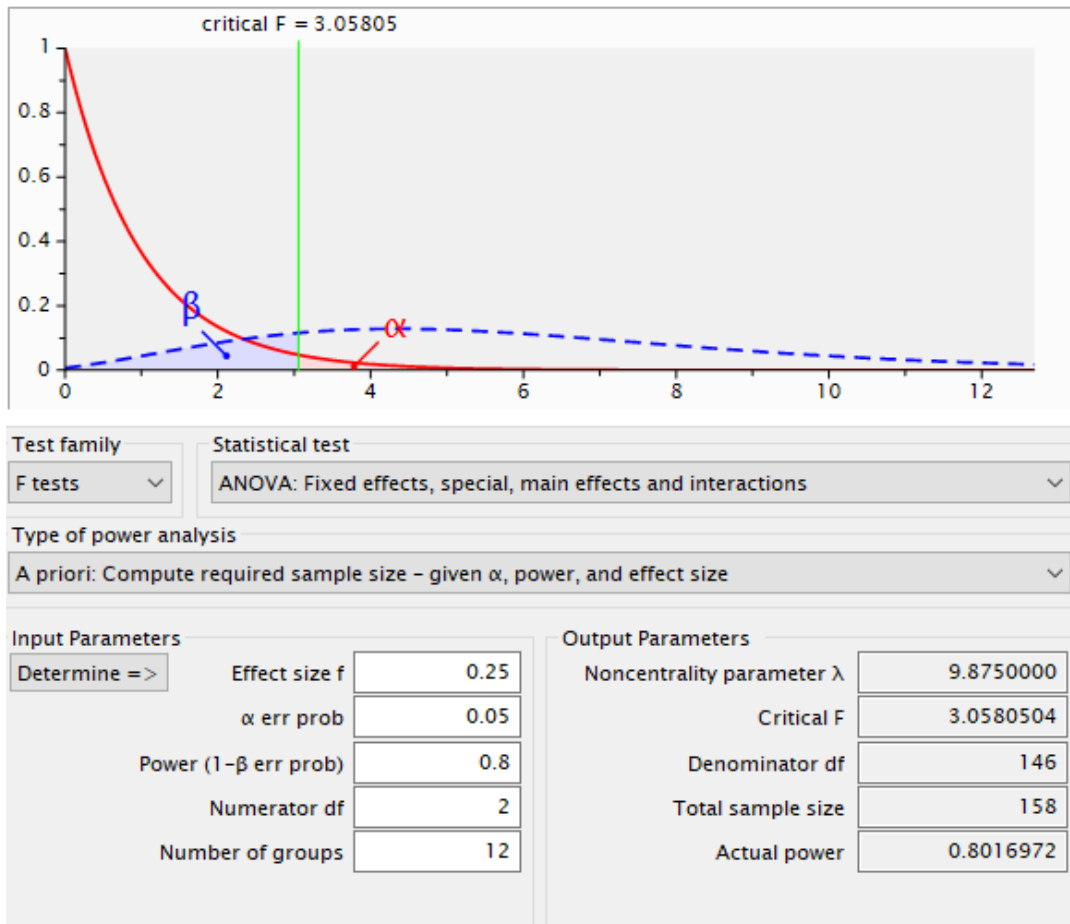 critical F = 3.05805
1
0.8
0.6
0.4
0.2
0
β
α
0 2 4 6 8 10 12
Test family Statistical test
F tests ANOVA: Fixed effects, special, main effects and interactions
Type of power analysis
A priori: Compute required sample size – given α, power, and effect size
Input Parameters Output Parameters
Determine => Effect size f 0.25 Noncentrality parameter λ 9.8750000
α err prob 0.05 Critical F 3.0580504
Power (1-β err prob) 0.8 Denominator df 146
Numerator df 2 Total sample size 158
Number of groups 12 Actual power 0.8016972